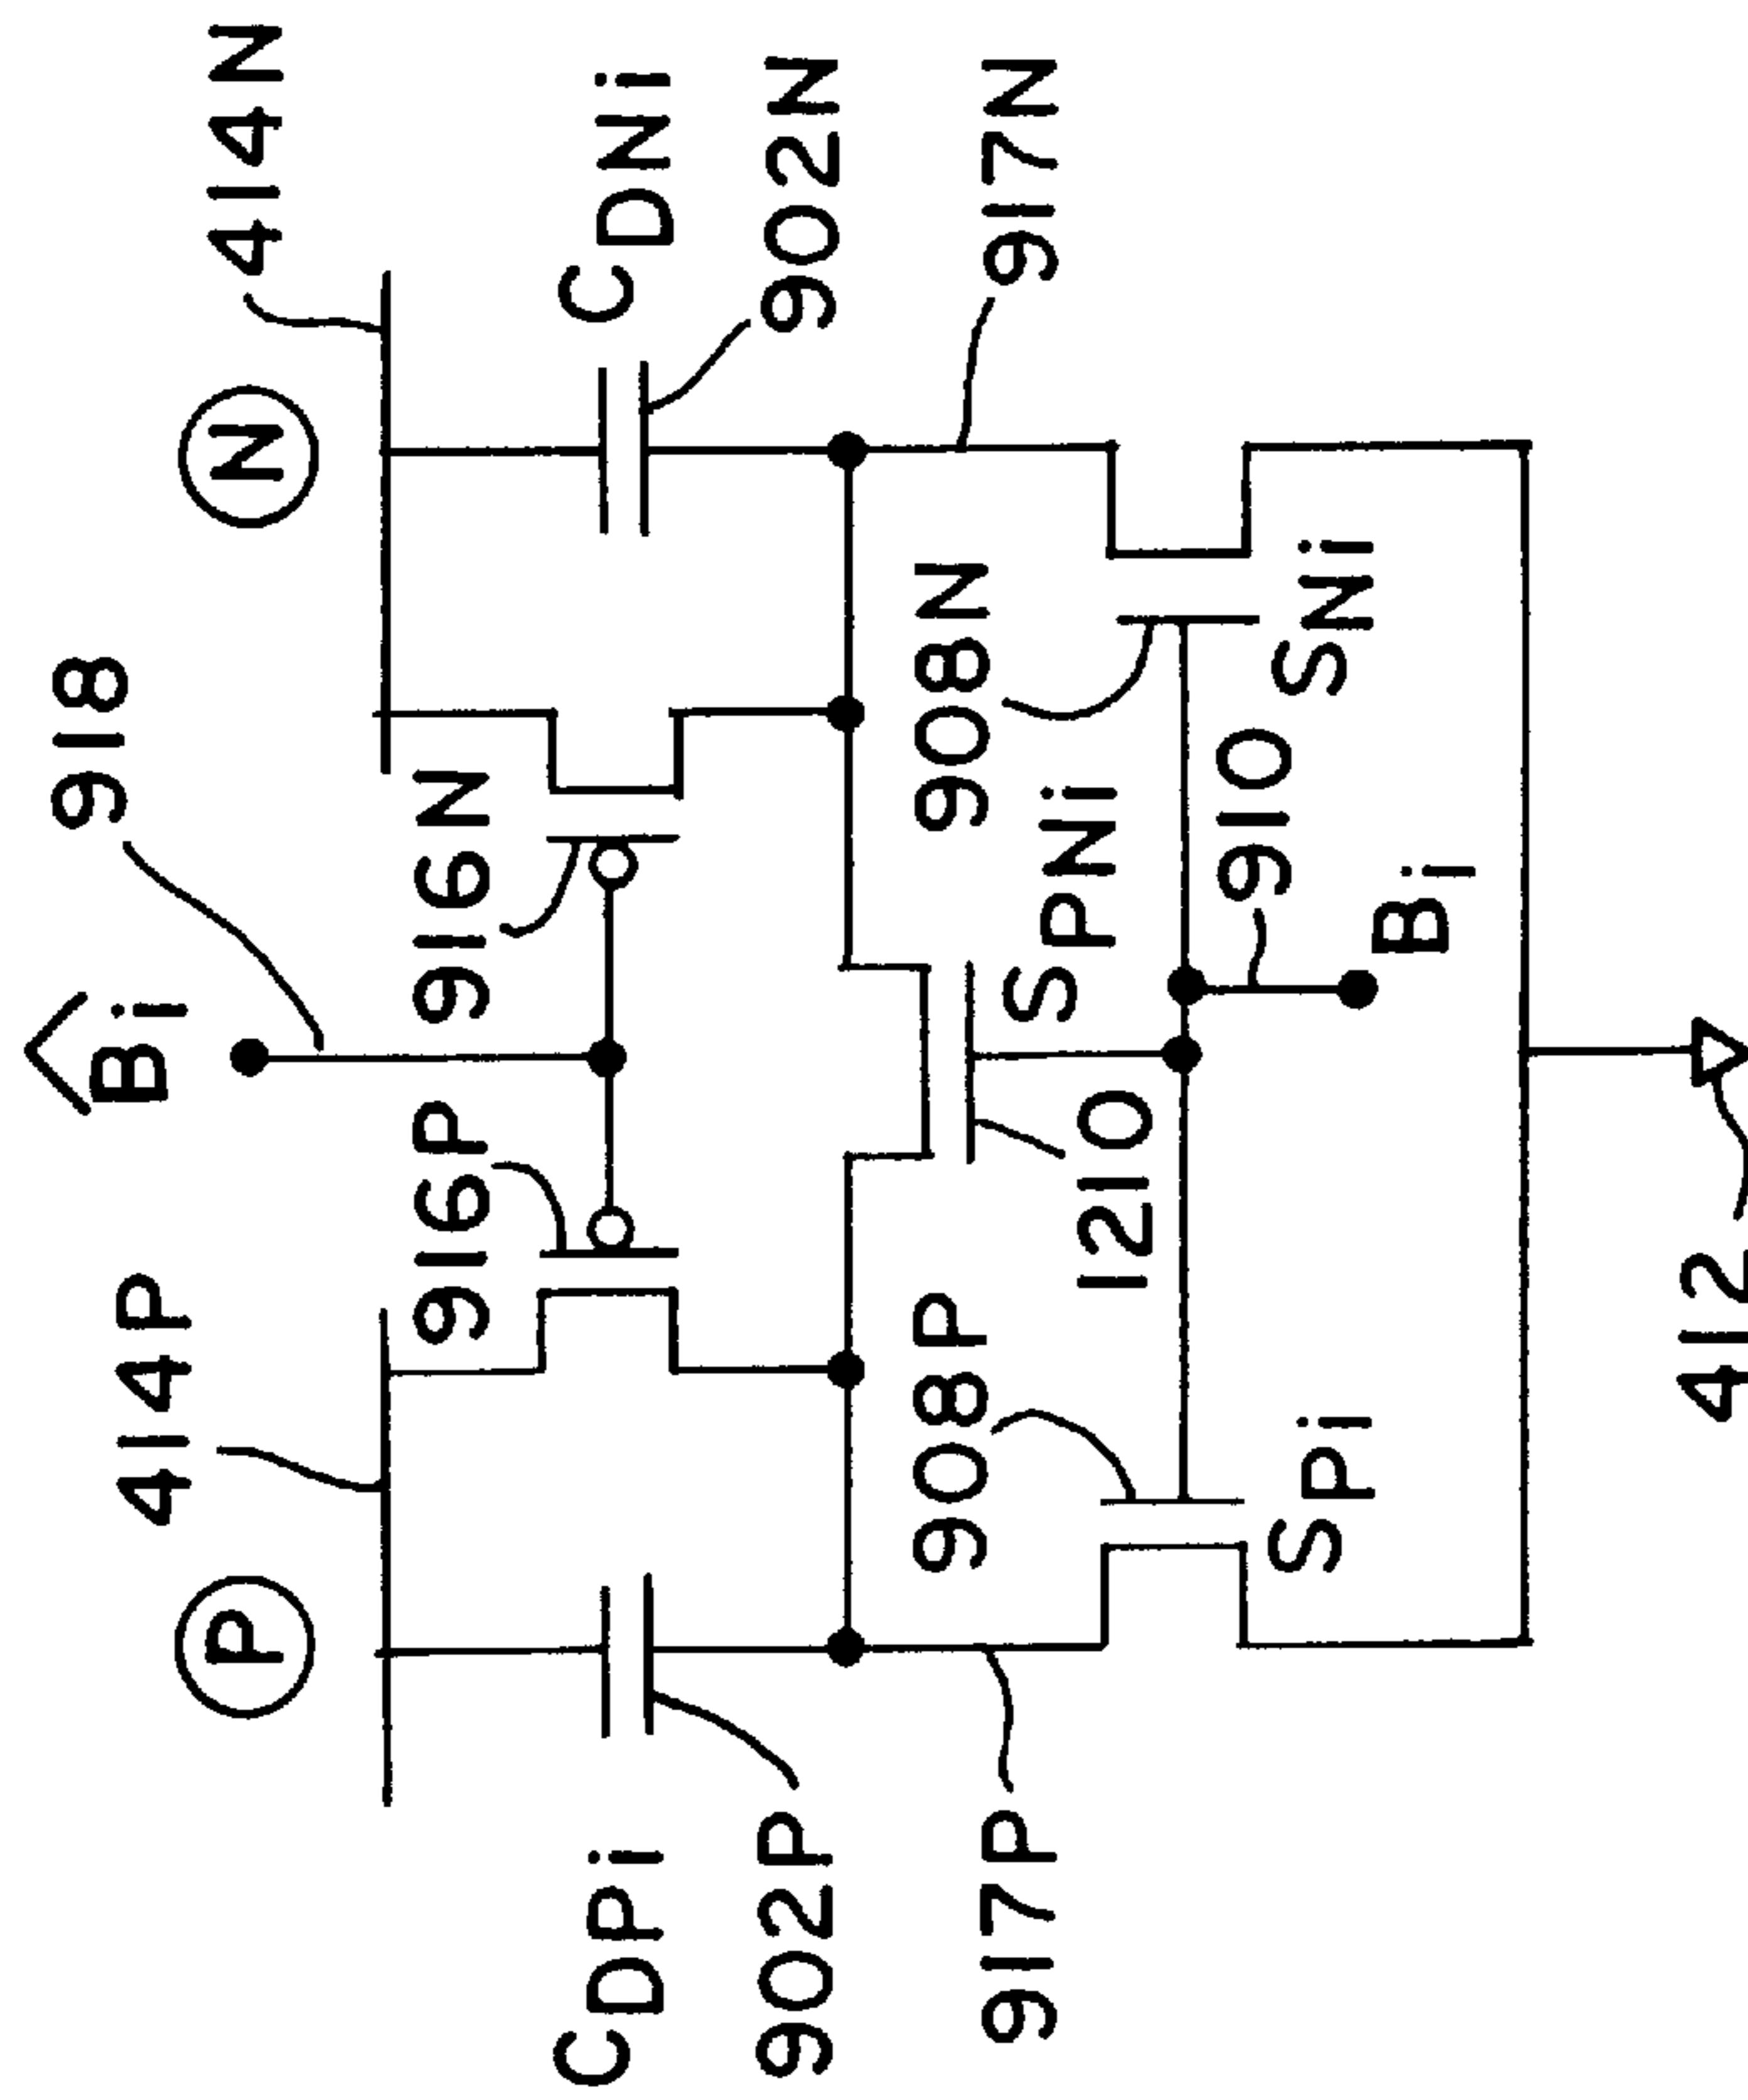 918
B̂i
P
N
414P
414N
916P
916N
CDPi
CDNi
902P
902N
917P
917N
908P
908N
SPNi
1210
910
SPi
SNi
Bi
412